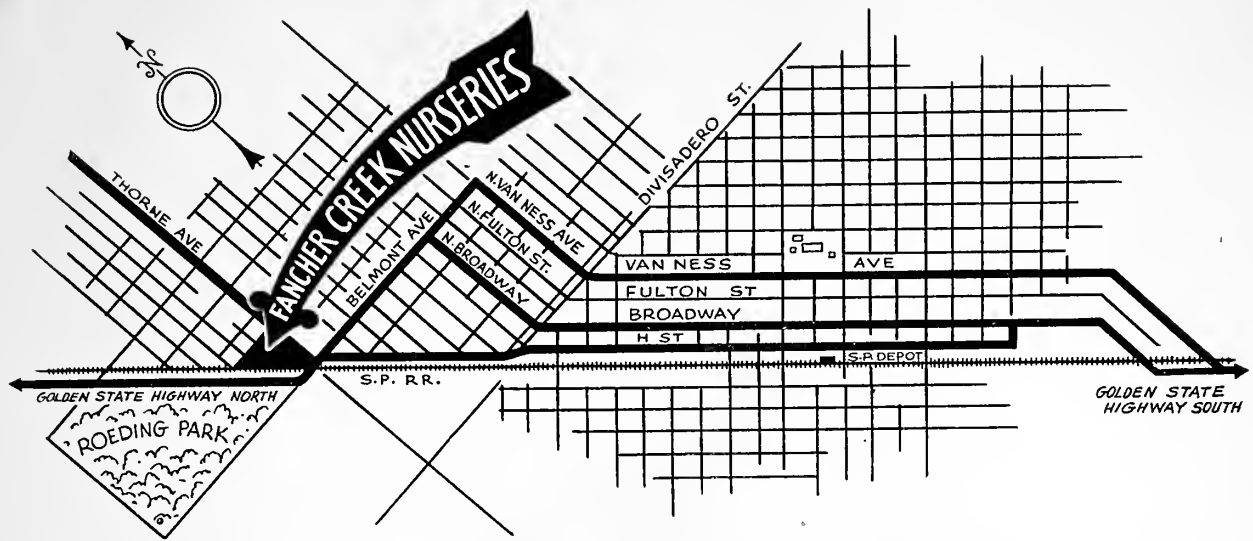 N
FANCHER CREEK NURSERIES
THORNE AVE
BELMONT AVE
N. VAN NESS AVE
N. FULTON ST.
N. BROADWAY
DIVISADERO ST.
VAN NESS AVE
FULTON ST
BROADWAY
H ST
S.P. DEPOT
S.P. RR.
GOLDEN STATE HIGHWAY NORTH
ROEDING PARK
GOLDEN STATE
HIGHWAY SOUTH